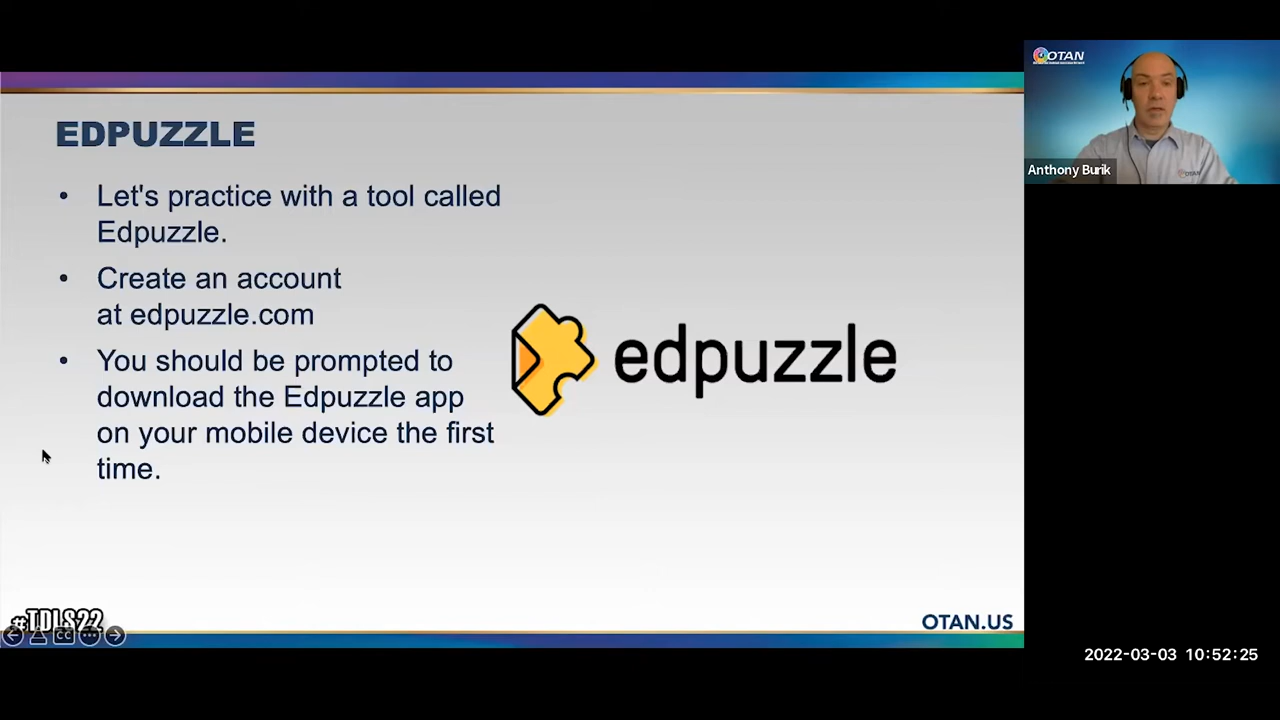 EDPUZZLE
• Let's practice with a tool called
Edpuzzle.
• Create an account
at edpuzzle.com
• You should be prompted to
download the Edpuzzle app
on your mobile device the first
time.
edpuzzle
#TDLS22
CC
OTAN.US
OTAN
Anthony Burik
OTAN
2022-03-03 10:52:25